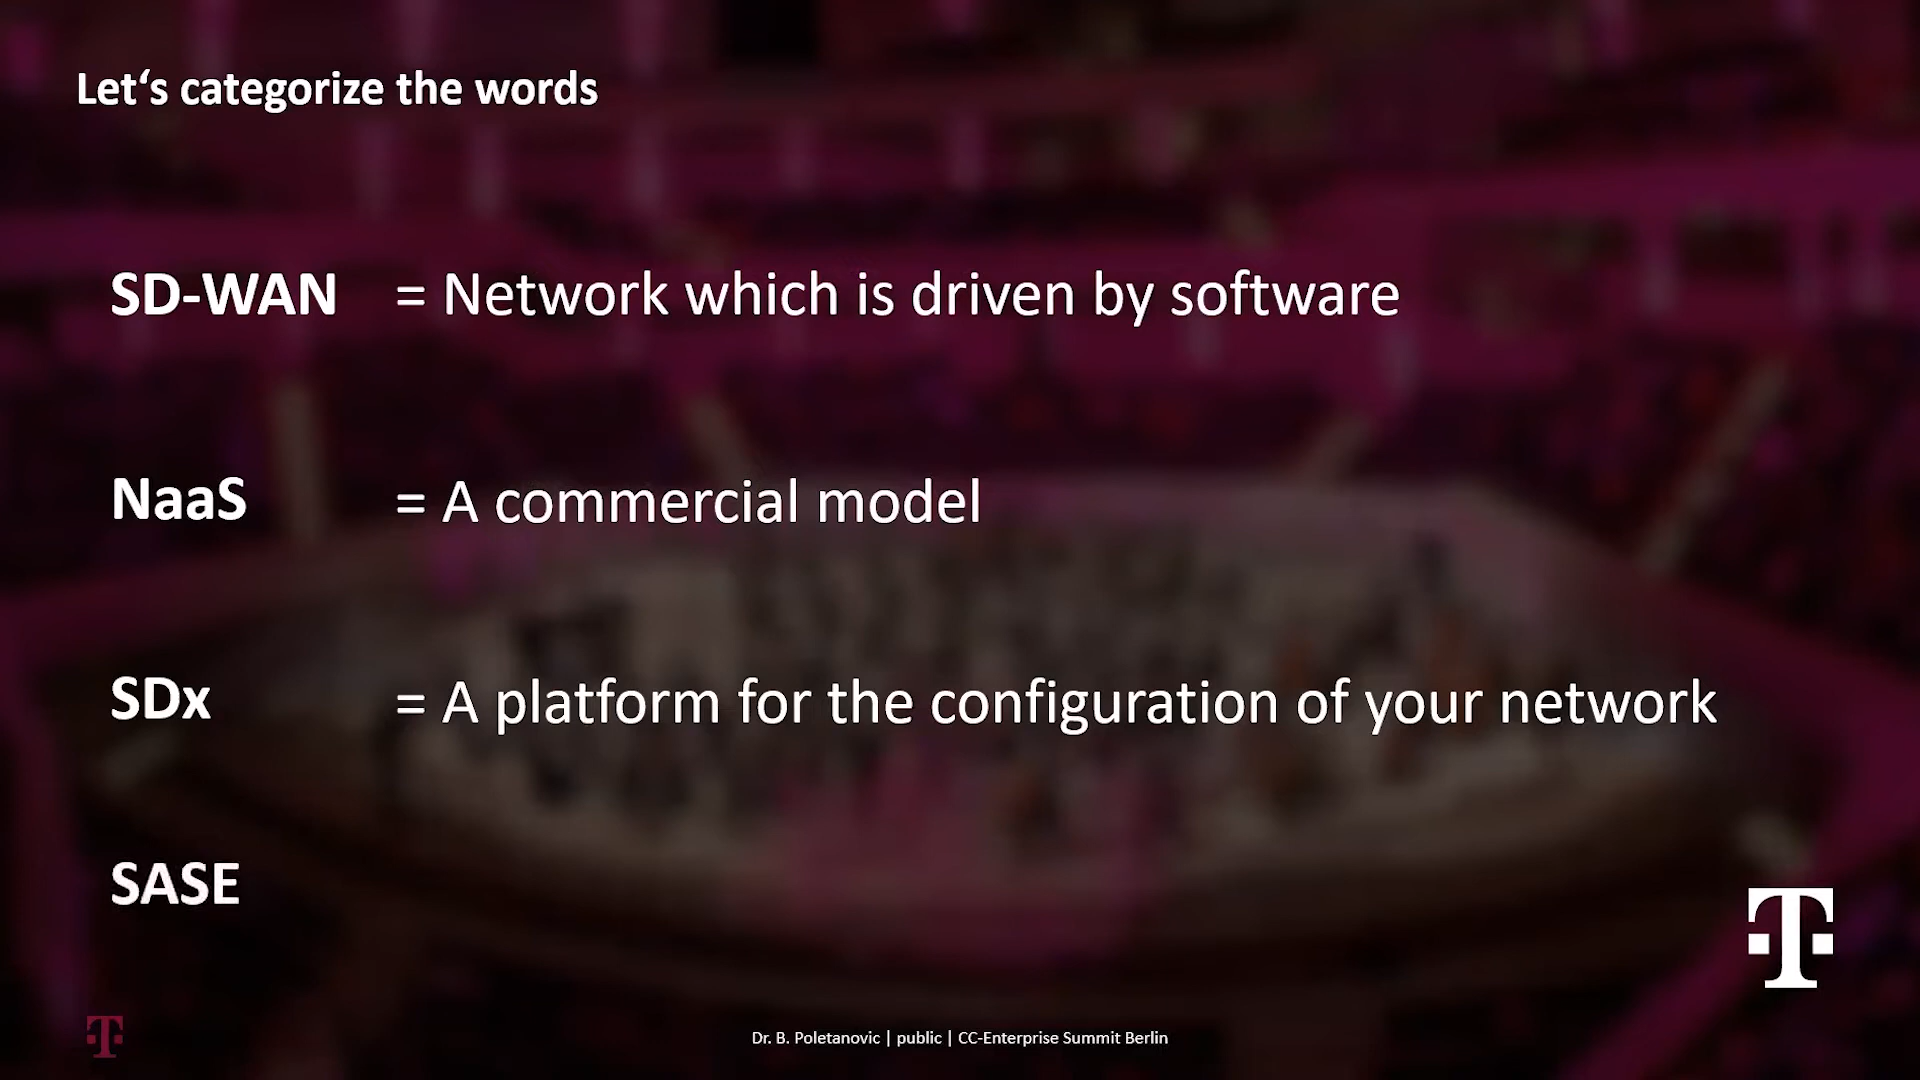 Let‘s categorize the words
SD-WAN = Network which is driven by software
NaaS = A commercial model
SDx = A platform for the configuration of your network
SASE
T
T
Dr. B. Poletanovic | public | CC-Enterprise Summit Berlin